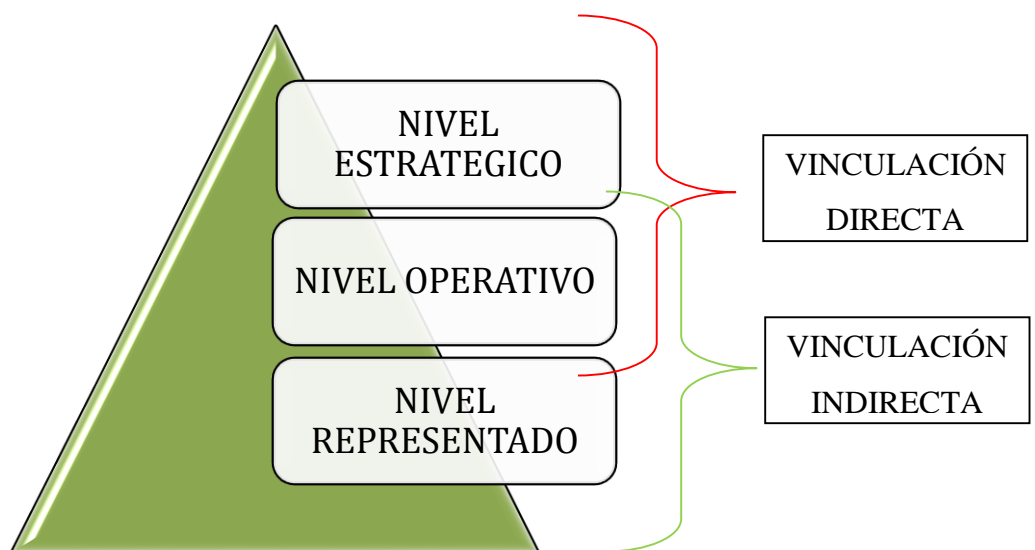 NIVEL
ESTRATEGICO
NIVEL OPERATIVO
NIVEL
REPRESENTADO
VINCULACIÓN
DIRECTA
VINCULACIÓN
INDIRECTA